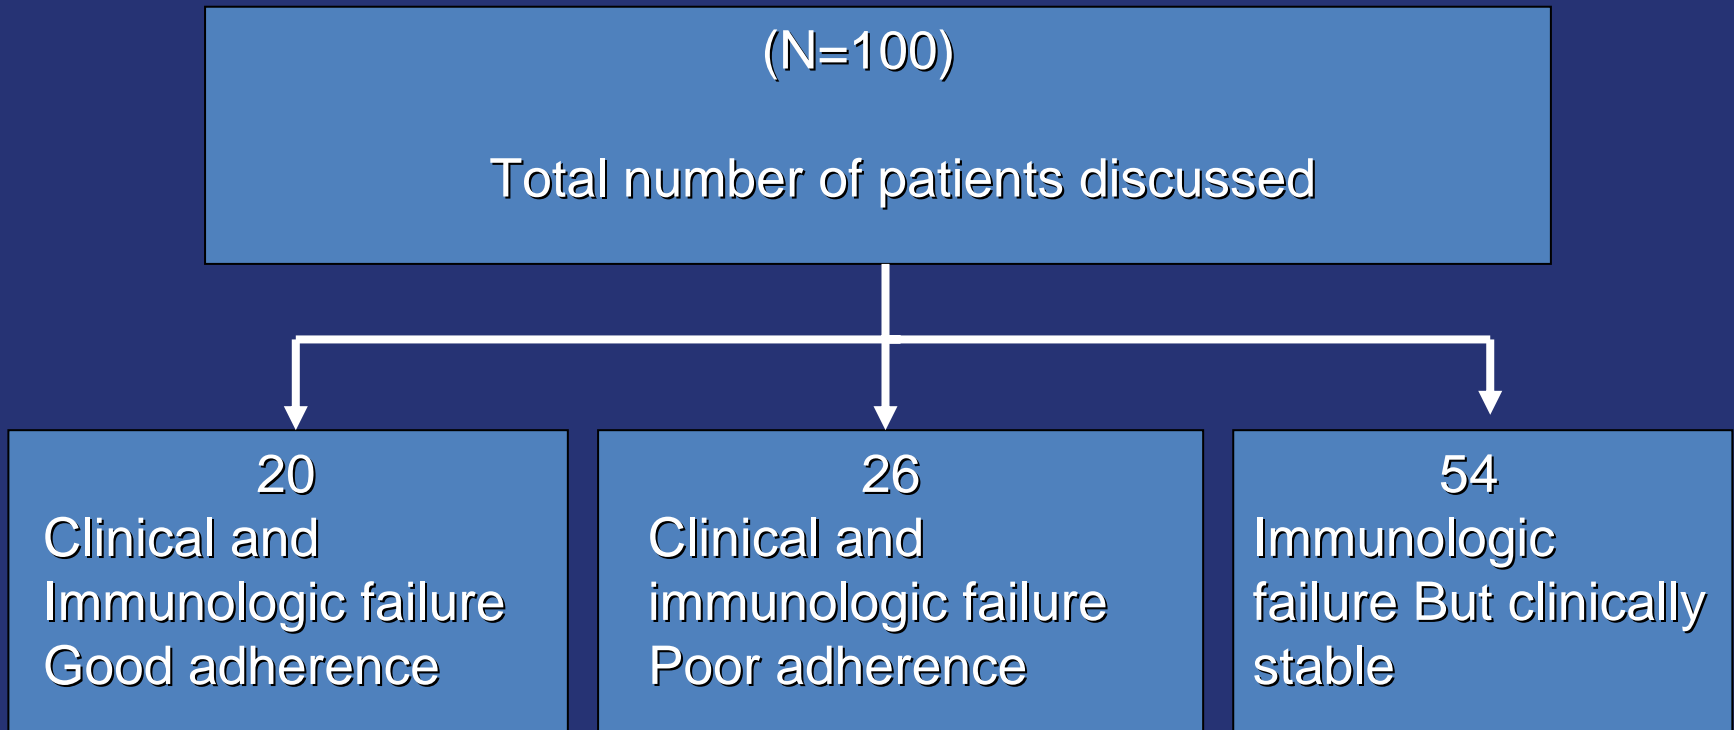 (N=100)
Total number of patients discussed
20
Clinical and
Immunologic failure
Good adherence
26
Clinical and
immunologic failure
Poor adherence
54
Immunologic
failure But clinically
stable